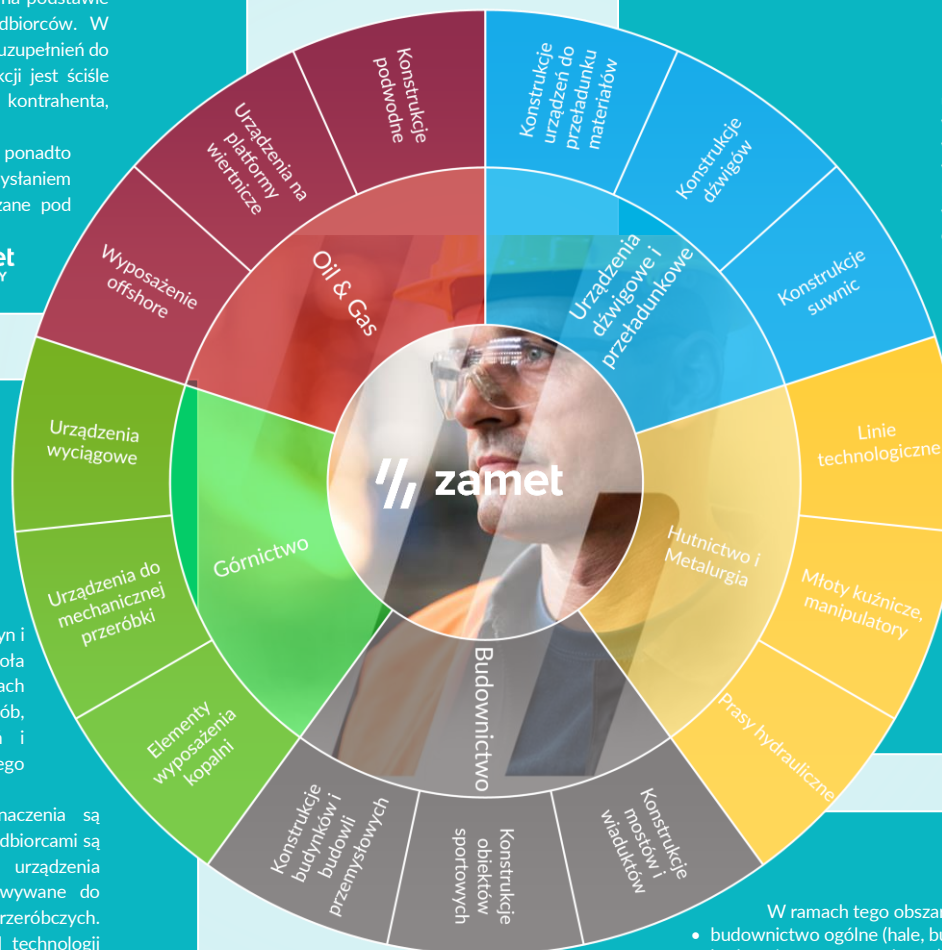 na podstawie
odbiorców. W
uzupełnień do
kcji jest ściśle
kontrahenta,
ponadto
ysłaniem
zane pod
et
Y
Konstrukcje
podwodne
Urządzenia na
platformy
wiertnicze
Wyposażenie
offshore
Oil & Gas
Konstrukcje
urządzeń do
przeładunku
materiałów
Konstrukcje
dźwigów
Konstrukcje
suwnic
Urządzenia
dźwigowe i
przeładunkowe
Linie
technologiczne
Młoty kuźnicze,
manipulatory
Prasy hydrauliczne
Hutnictwo i
Metalurgia
zamet
Urządzenia
wyciągowe
Urządzenia do
mechanicznej
przeróbki
Elementy
wyposażenia
kopalni
Górnictwo
Budownictwo
Konstrukcje
budynków i
budowli
przemysłowych
Konstrukcje
obiektów
sportowych
Konstrukcje
mostów i
wiaduktów
yn i
oła
ach
ób,
i
ego
naczenia są
dbiorcami są
urządzenia
wywane do
rzeróbczych.
technologii
W ramach tego obszar
• budownictwo ogólne (hale, bu